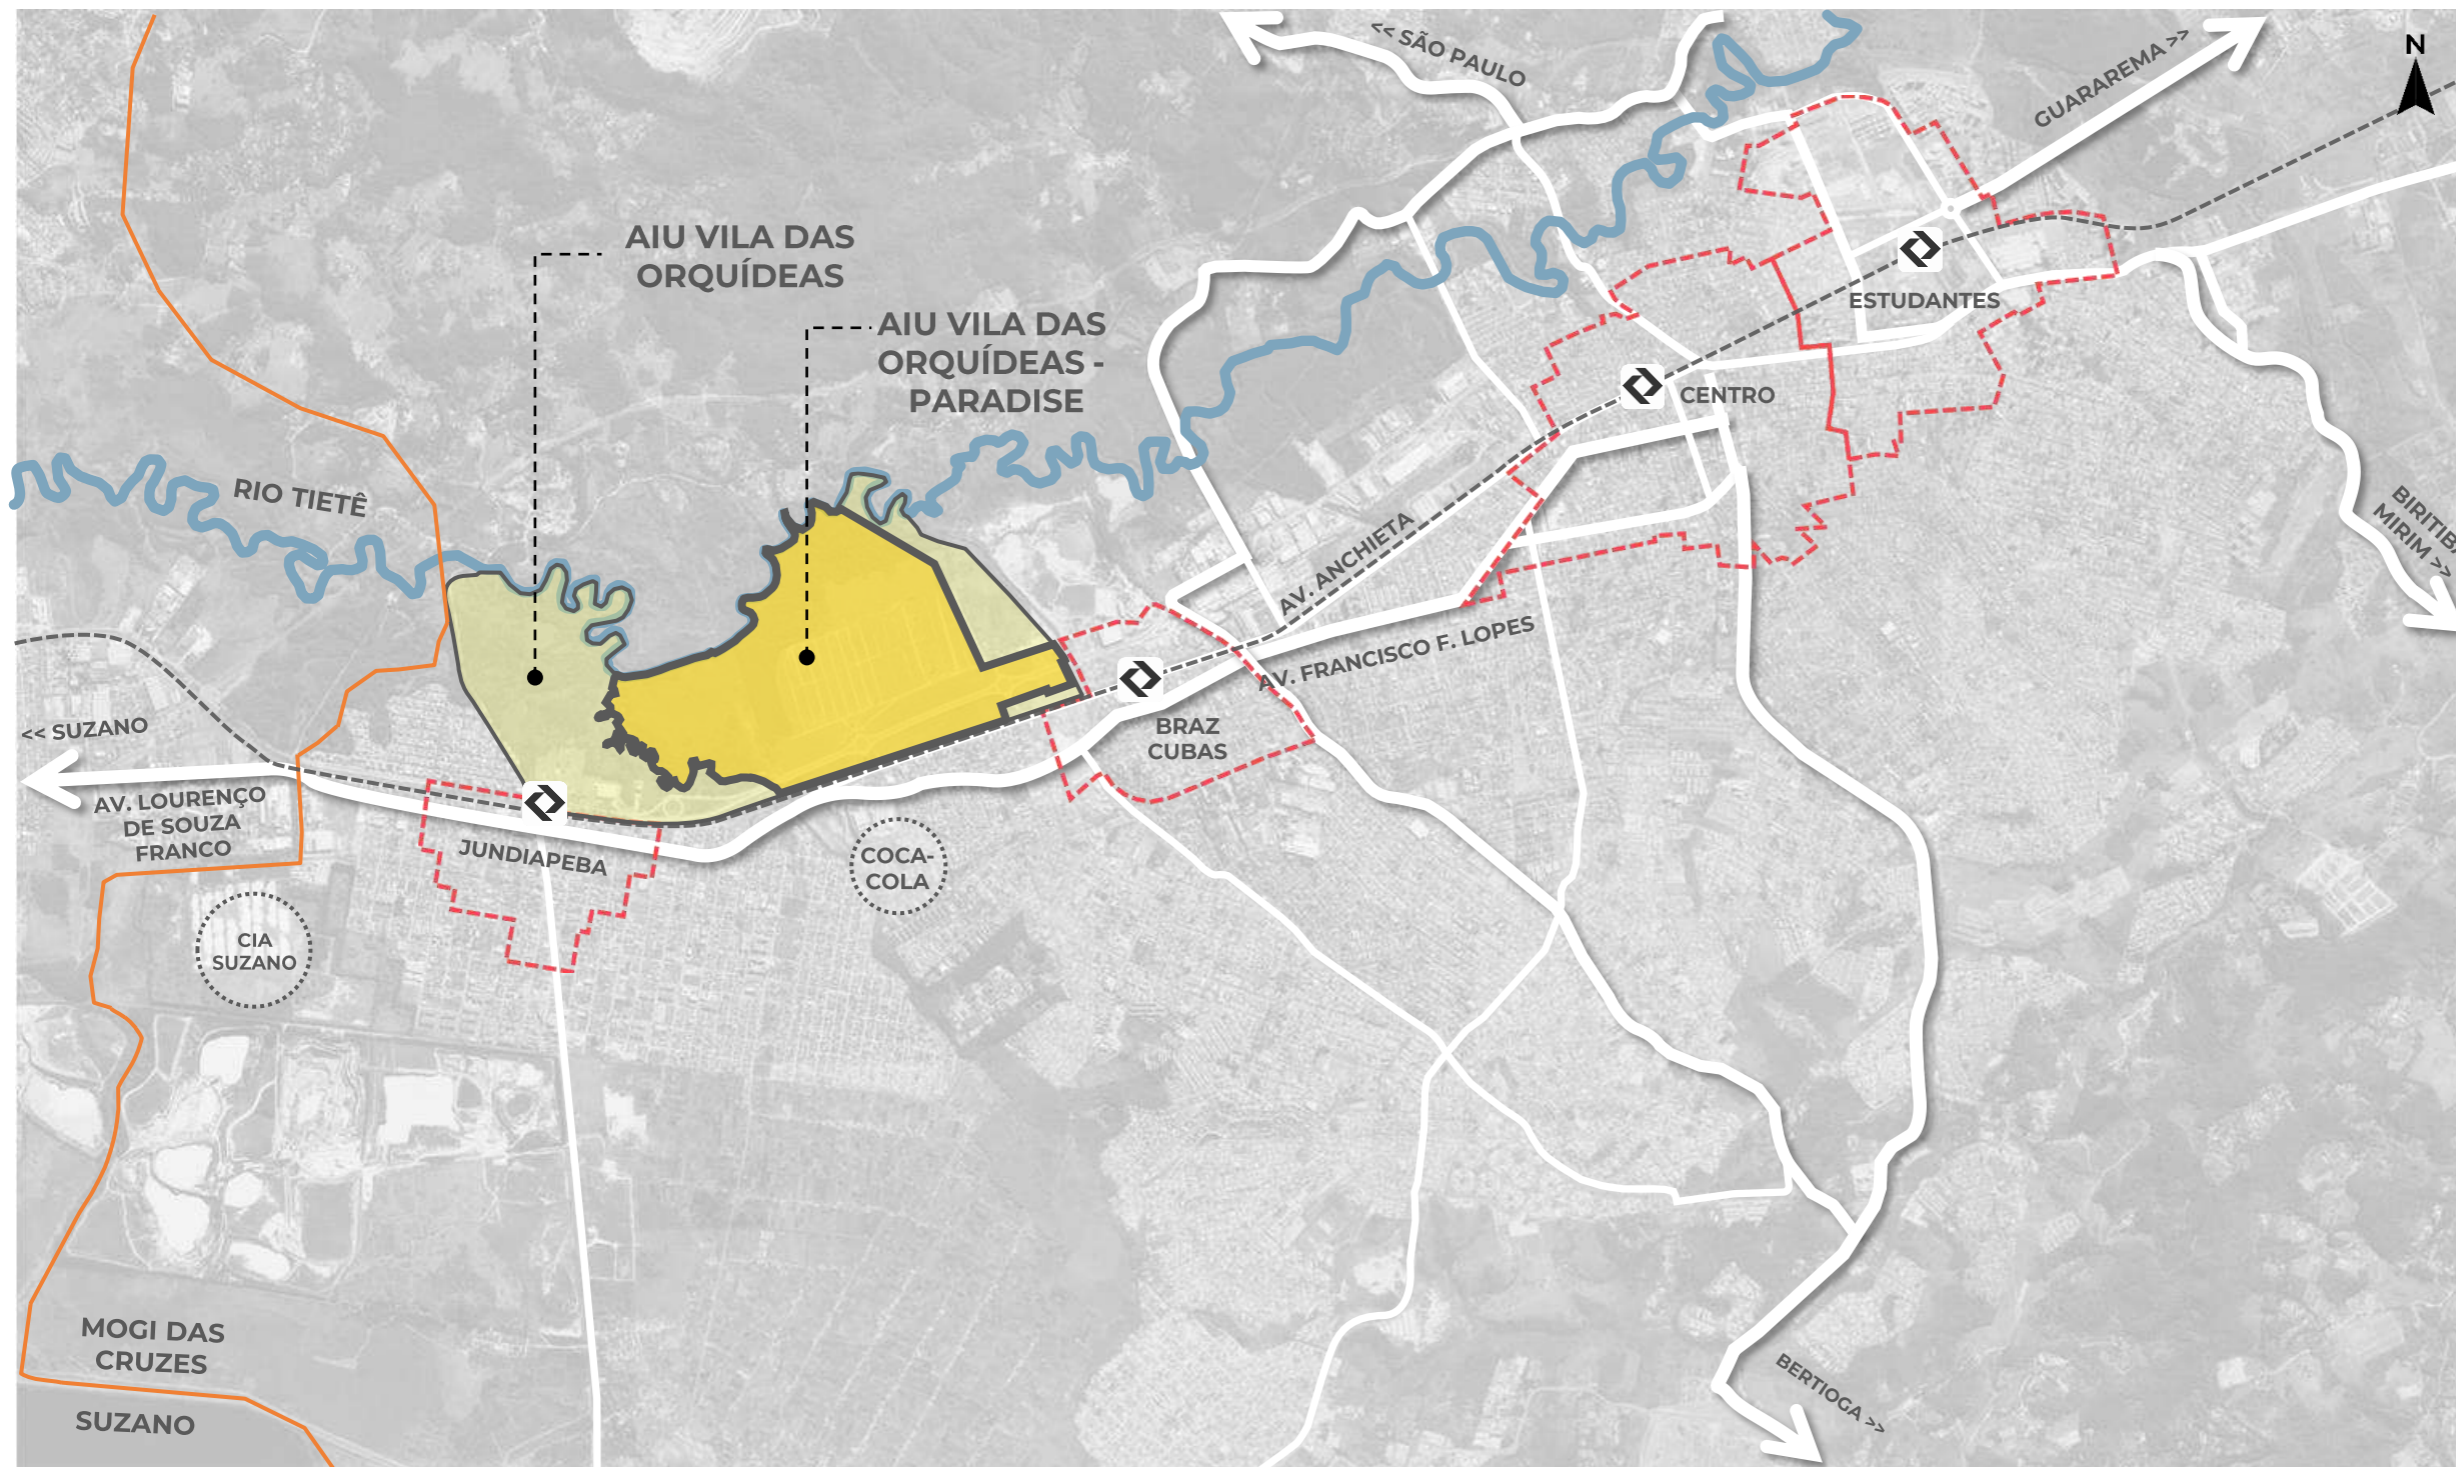 << SÃO PAULO
GUARAREMA >>
N
AIU VILA DAS
ORQUÍDEAS
AIU VILA DAS
ORQUÍDEAS -
PARADISE
ESTUDANTES
CENTRO
RIO TIETÊ
BIRITIBA
MIRIM >>
AV. ANCHIETA
AV. FRANCISCO F. LOPES
<< SUZANO
BRAZ
CUBAS
AV. LOURENÇO
DE SOUZA
FRANCO
JUNDIAPEBA
COCA-
COLA
CIA
SUZANO
MOGI DAS
CRUZES
SUZANO
BERTIOGA >>